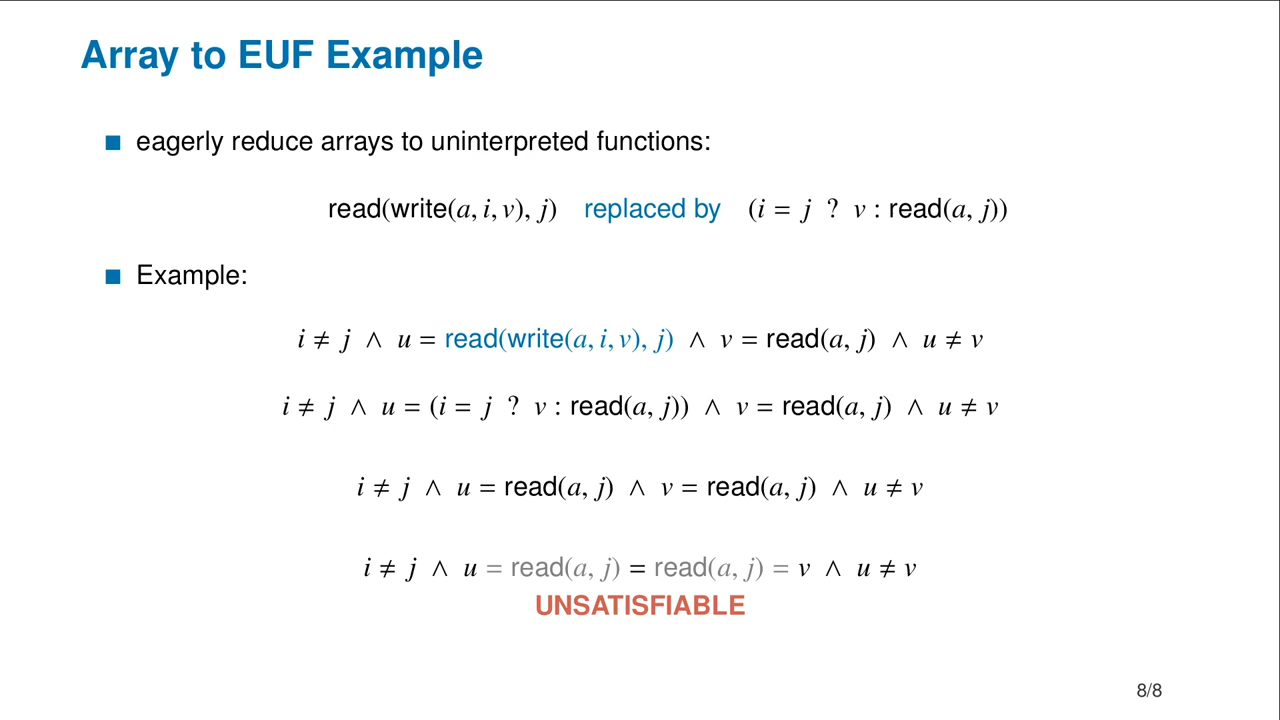 Array to EUF Example
eagerly reduce arrays to uninterpreted functions:
read(write(a, i, v), j) replaced by (i = j ? v : read(a, j))
Example:
i ≠ j ∧ u = read(write(a, i, v), j) ∧ v = read(a, j) ∧ u ≠ v
i ≠ j ∧ u = (i = j ? v : read(a, j)) ∧ v = read(a, j) ∧ u ≠ v
i ≠ j ∧ u = read(a, j) ∧ v = read(a, j) ∧ u ≠ v
i ≠ j ∧ u = read(a, j) = read(a, j) = v ∧ u ≠ v
UNSATISFIABLE
8/8